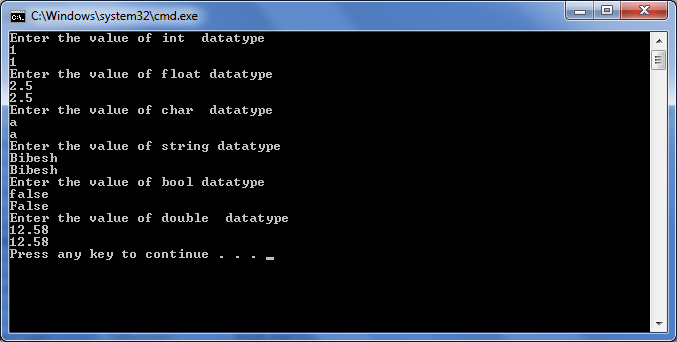 C:\Windows\system32\cmd.exe
Enter the value of int  datatype
1
1
Enter the value of float datatype
2.5
2.5
Enter the value of char  datatype
a
a
Enter the value of string datatype
Bibesh
Bibesh
Enter the value of bool datatype
false
False
Enter the value of double  datatype
12.58
12.58
Press any key to continue . . . _